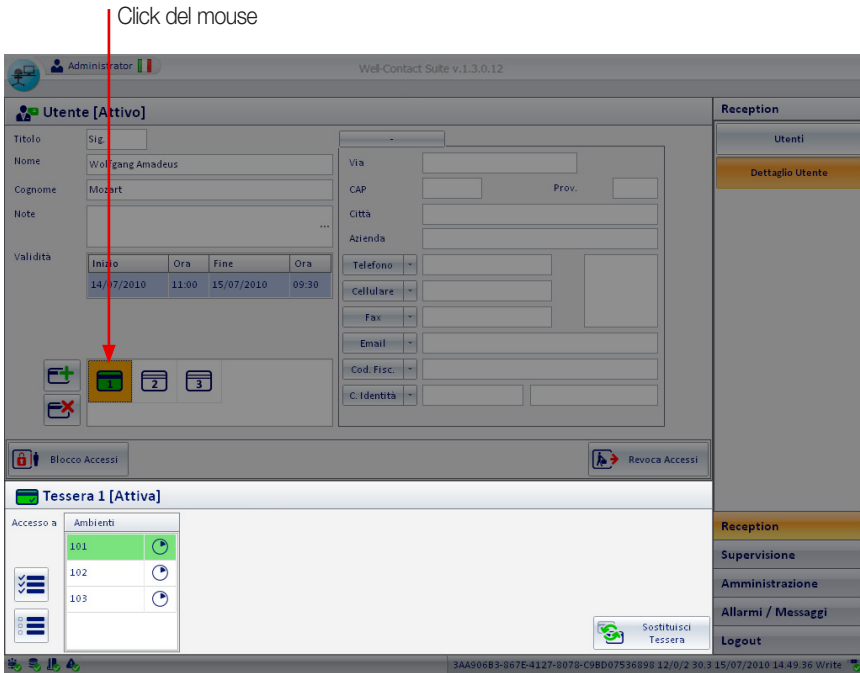 Click del mouse
Administrator
Well-Contact Suite v.1.3.0.12
Utente [Attivo]
Titolo Sig.
Nome Wolfgang Amadeus
Cognome Mozart
Note ...
Validità
Inizio Ora Fine Ora
14/07/2010 11:00 15/07/2010 09:30
1 2 3
-
Via
CAP Prov.
Città
Azienda
Telefono
Cellulare
Fax
Email
Cod. Fisc.
C. Identità
Blocco Accessi
Revoca Accessi
Tessera 1 [Attiva]
Accesso a Ambienti
101
102
103
Sostituisci
Tessera
Reception
Utenti
Dettaglio Utente
Reception
Supervisione
Amministrazione
Allarmi / Messaggi
Logout
3AA906B3-867E-4127-8078-C9BD07536898 12/0/2 30.3 15/07/2010 14.49.36 Write